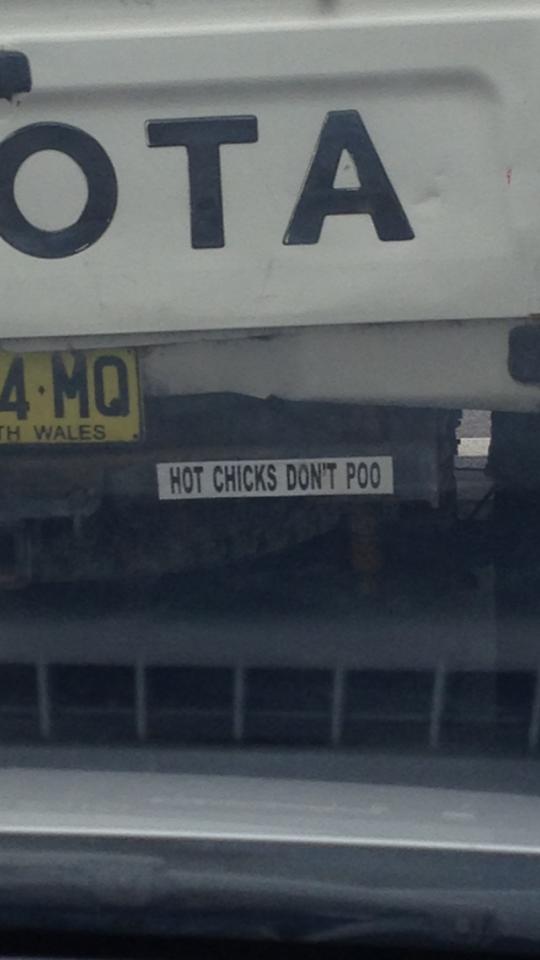 OTA
4·MQ
TH WALES
HOT CHICKS DON'T POO